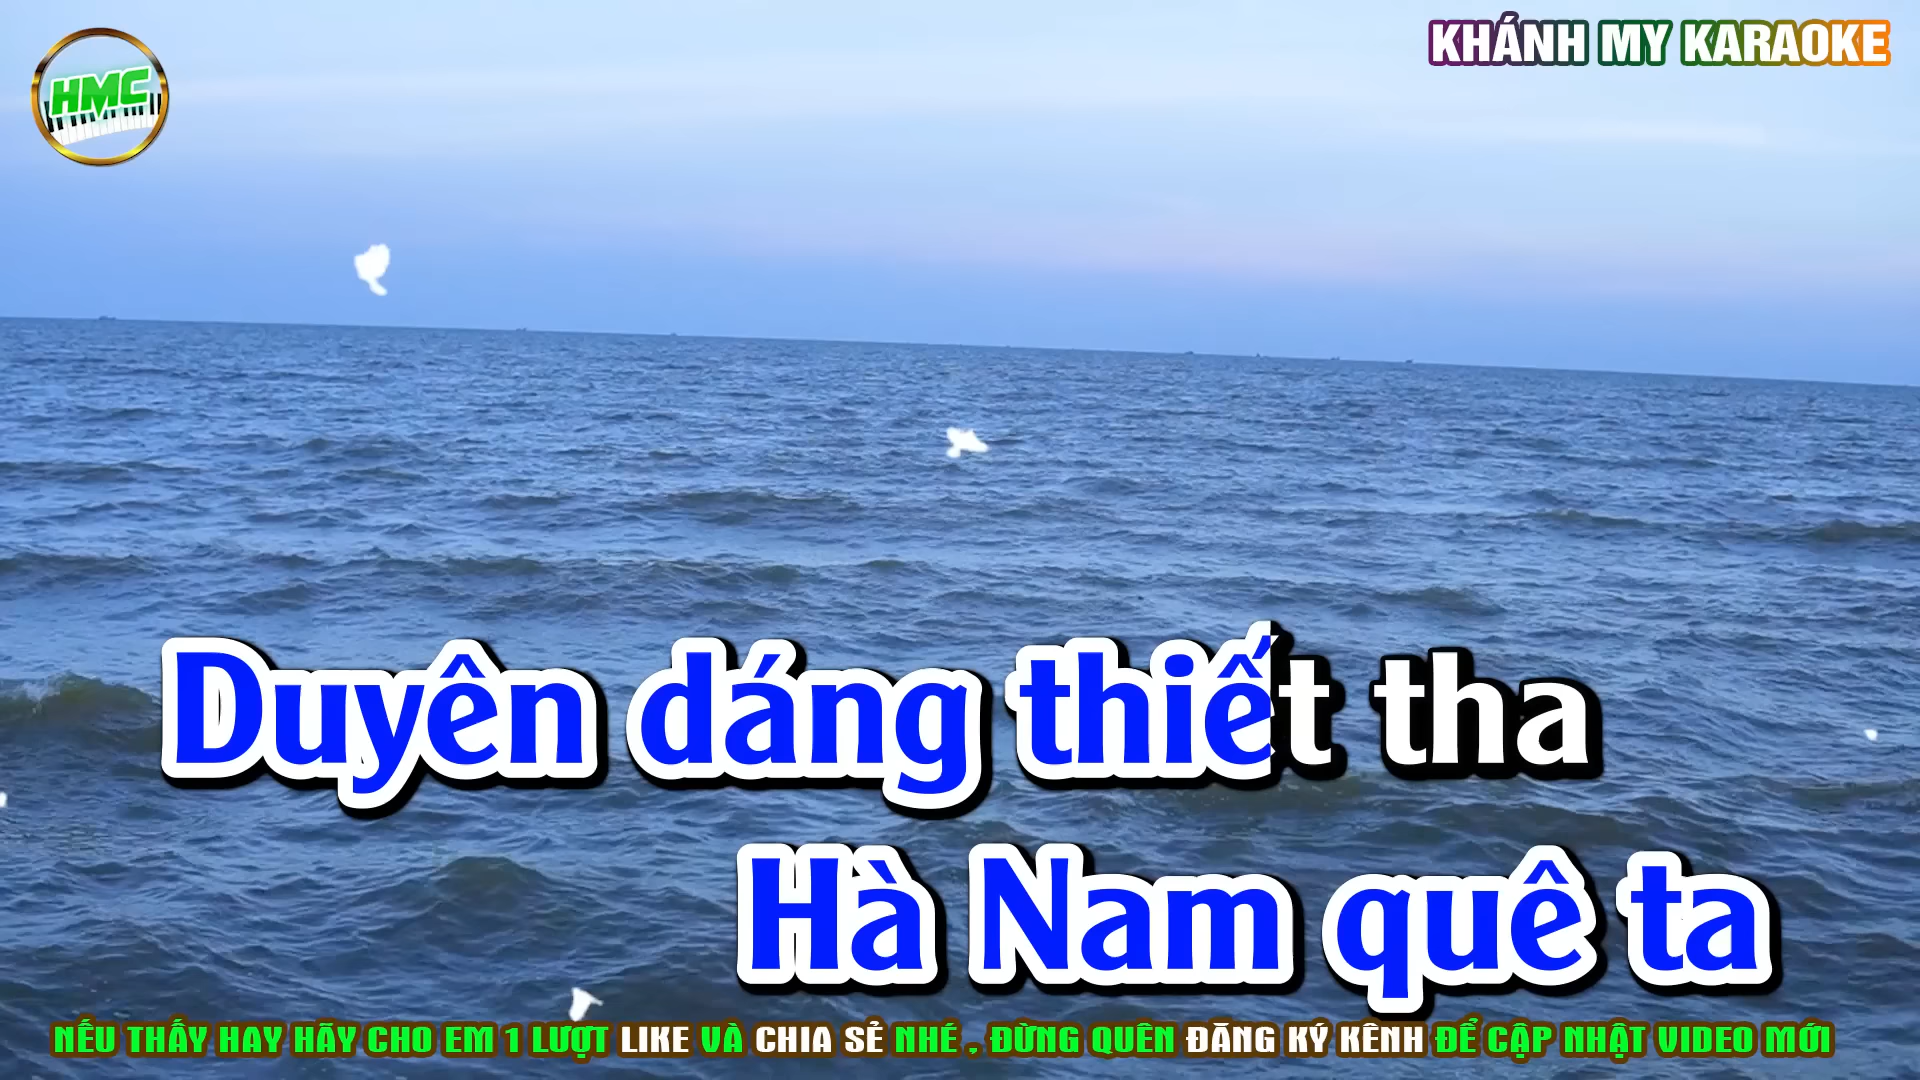 HMC
KHÁNH MY KARAOKE
Duyên dáng thiết tha
Hà Nam quê ta
NẾU THẤY HAY HÃY CHO EM 1 LƯỢT LIKE VÀ CHIA SẺ NHÉ , ĐỪNG QUÊN ĐĂNG KÝ KÊNH ĐỂ CẬP NHẬT VIDEO MỚI